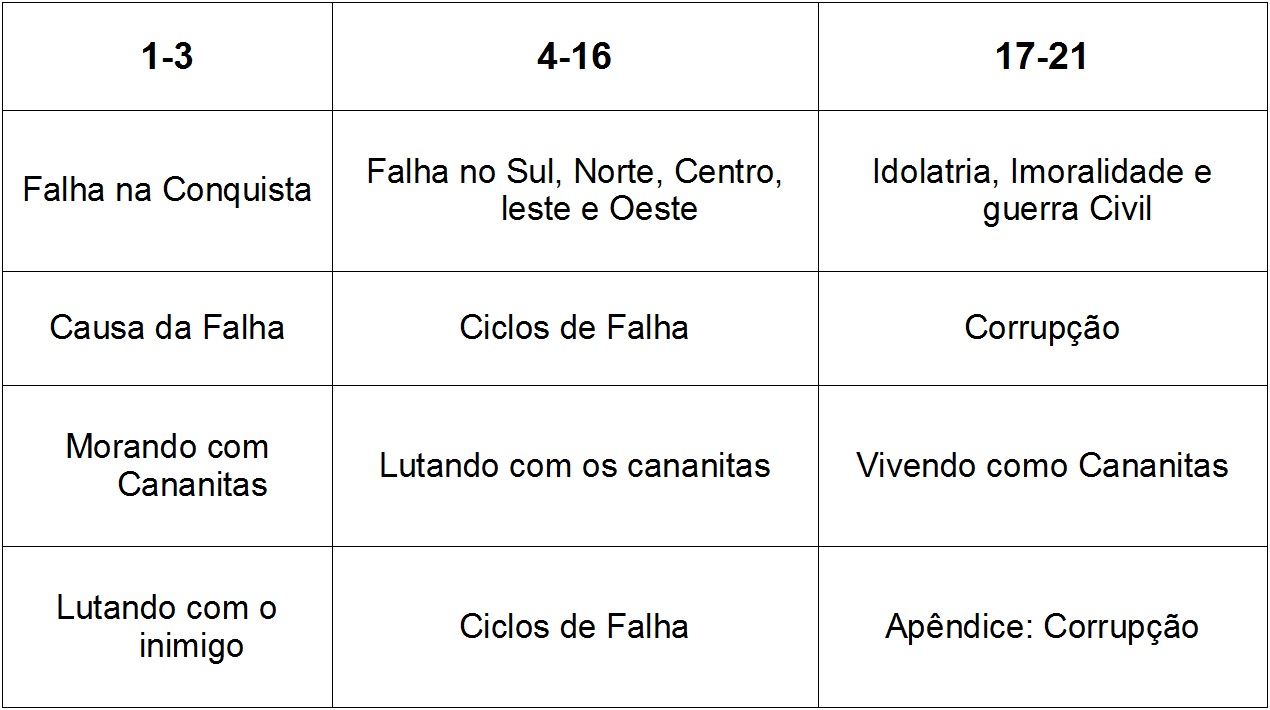 1-3
4-16
17-21
Falha na Conquista
Falha no Sul, Norte, Centro,
leste e Oeste
Idolatria, Imoralidade e
guerra Civil
Causa da Falha
Ciclos de Falha
Corrupção
Morando com
Cananitas
Lutando com os cananitas
Vivendo como Cananitas
Lutando com o
inimigo
Ciclos de Falha
Apêndice: Corrupção